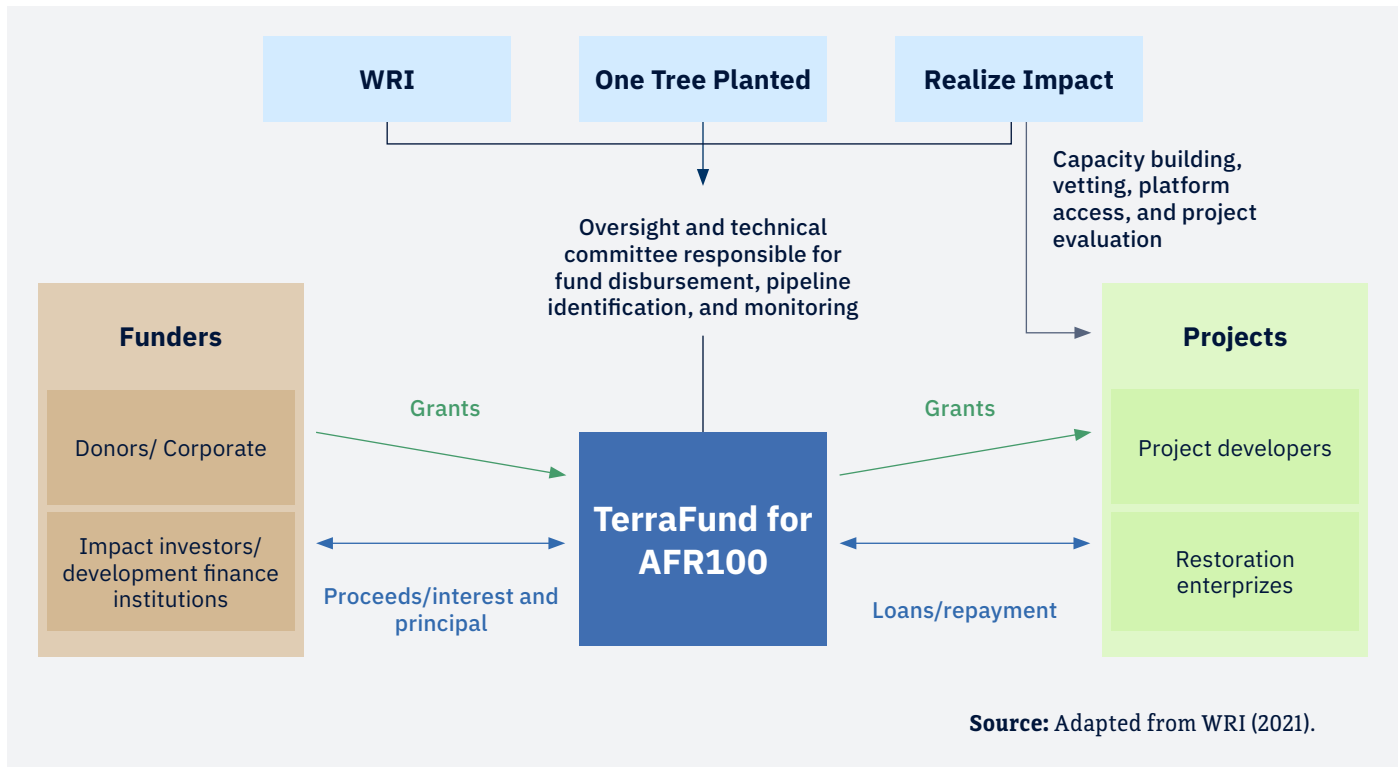 WRI
One Tree Planted
Realize Impact
Capacity building,
vetting, platform
access, and project
evaluation
Oversight and technical
committee responsible for
fund disbursement, pipeline
identification, and monitoring
Funders
Donors/ Corporate
Impact investors/
development finance
institutions
Grants
Proceeds/interest and
principal
TerraFund for
AFR100
Grants
Loans/repayment
Projects
Project developers
Restoration
enterprizes
Source: Adapted from WRI (2021).